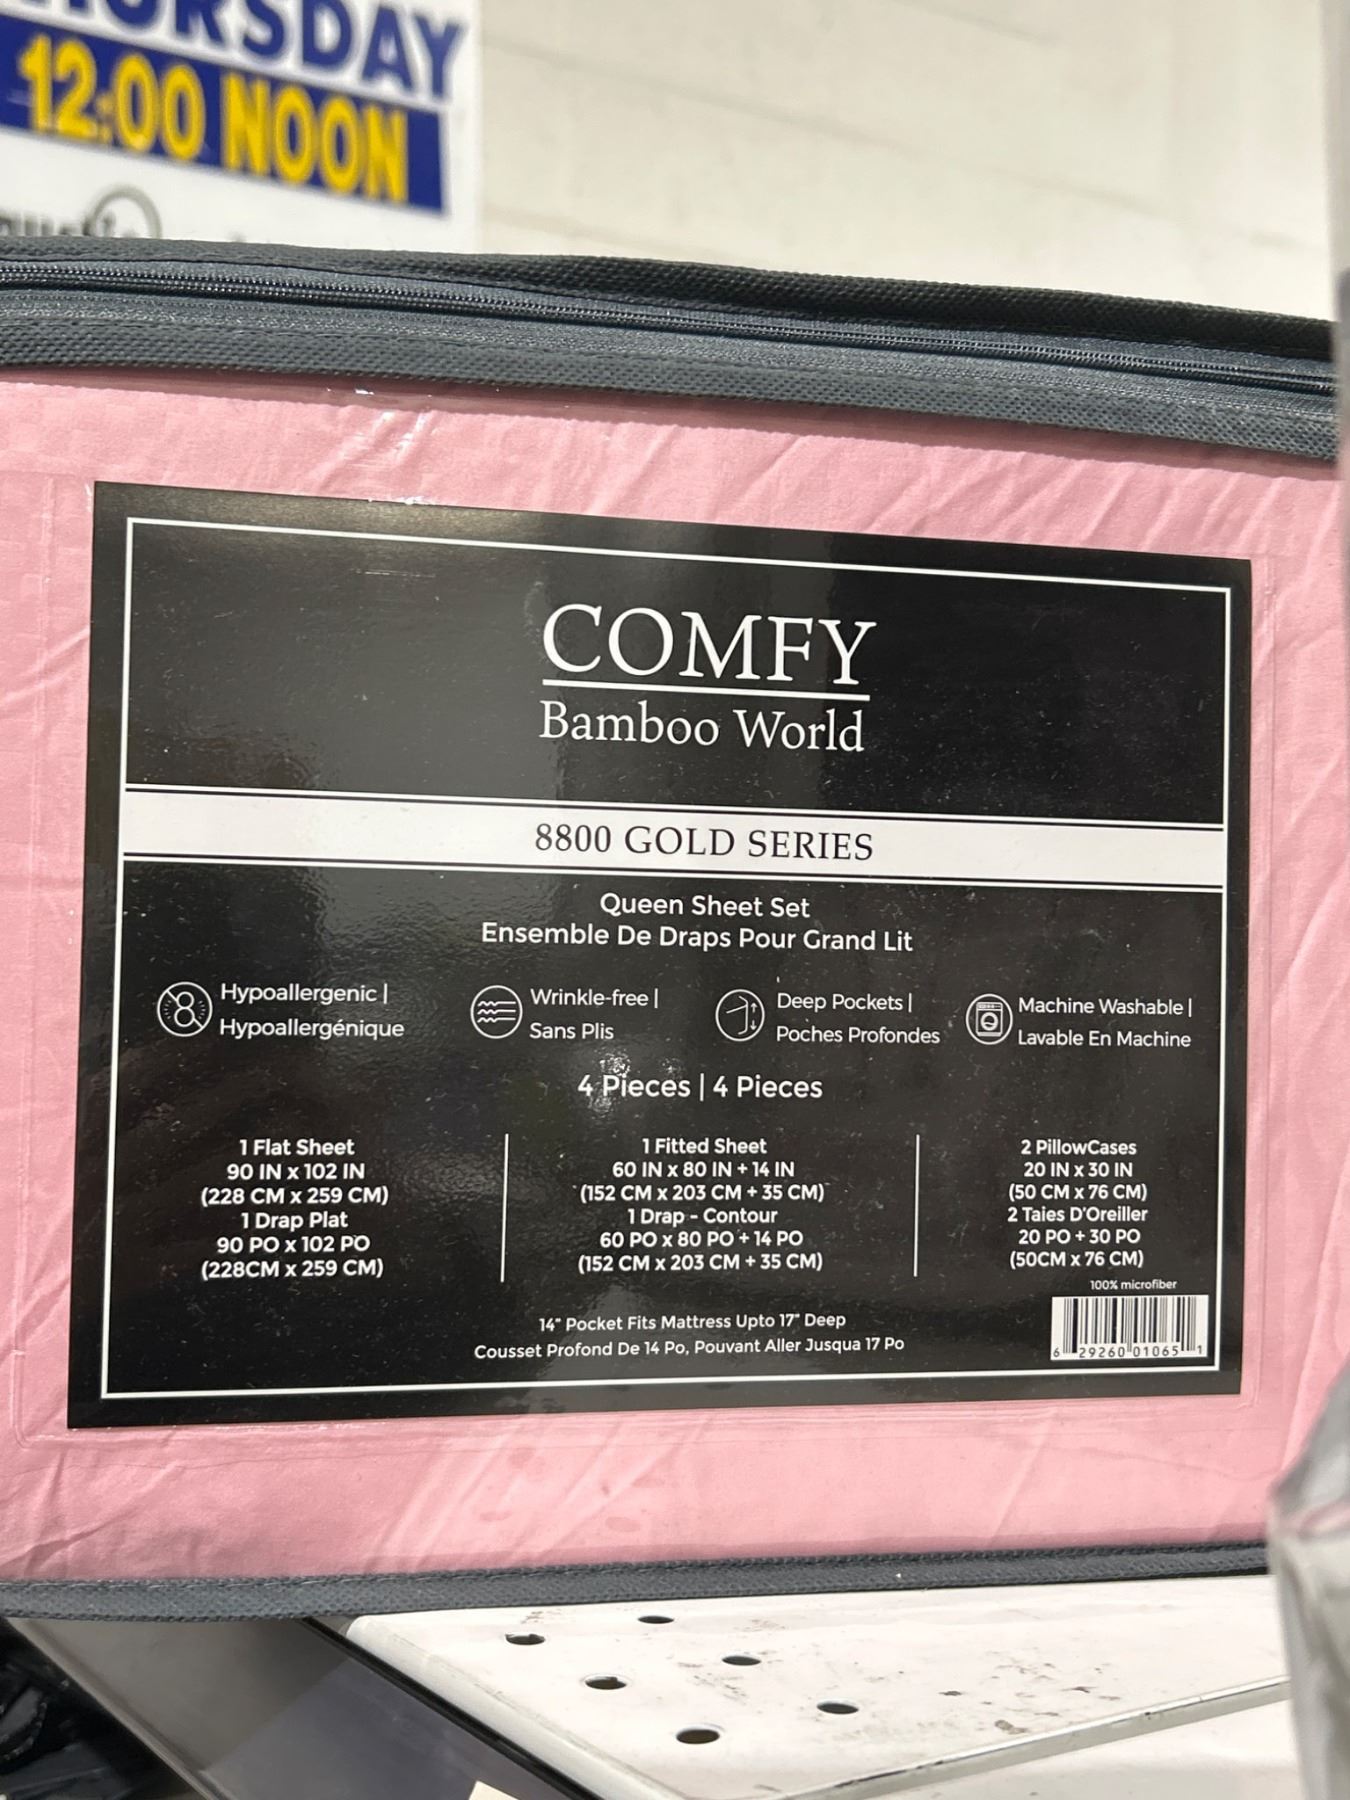 12:00 NOON
COMFY
Bamboo World
8800 GOLD SERIES
Queen Sheet Set
Ensemble De Draps Pour Grand Lit
Hypoallergenic |
Hypoallergénique
Wrinkle-free |
Sans Plis
Deep Pockets |
Poches Profondes
Machine Washable |
Lavable En Machine
4 Pieces | 4 Pieces
1 Flat Sheet
90 IN x 102 IN
(228 CM x 259 CM)
1 Drap Plat
90 PO x 102 PO
(228CM x 259 CM)
1 Fitted Sheet
60 IN x 80 IN + 14 IN
(152 CM x 203 CM + 35 CM)
1 Drap - Contour
60 PO x 80 PO + 14 PO
(152 CM x 203 CM + 35 CM)
2 PillowCases
20 IN x 30 IN
(50 CM x 76 CM)
2 Taies D'Oreiller
20 PO + 30 PO
(50CM x 76 CM)
100% microfiber
14" Pocket Fits Mattress Upto 17" Deep
Cousset Profond De 14 Po, Pouvant Aller Jusqua 17 Po
6 29260 01065 1